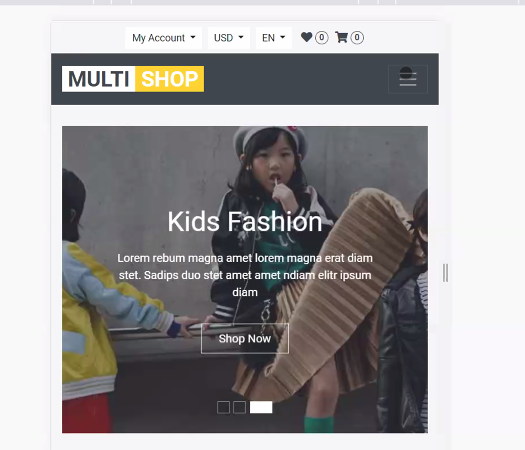 My Account USD EN 0 0
MULTI SHOP
Kids Fashion
Lorem rebum magna amet lorem magna erat diam
stet. Sadips duo stet amet amet ndiam elitr ipsum
diam
Shop Now